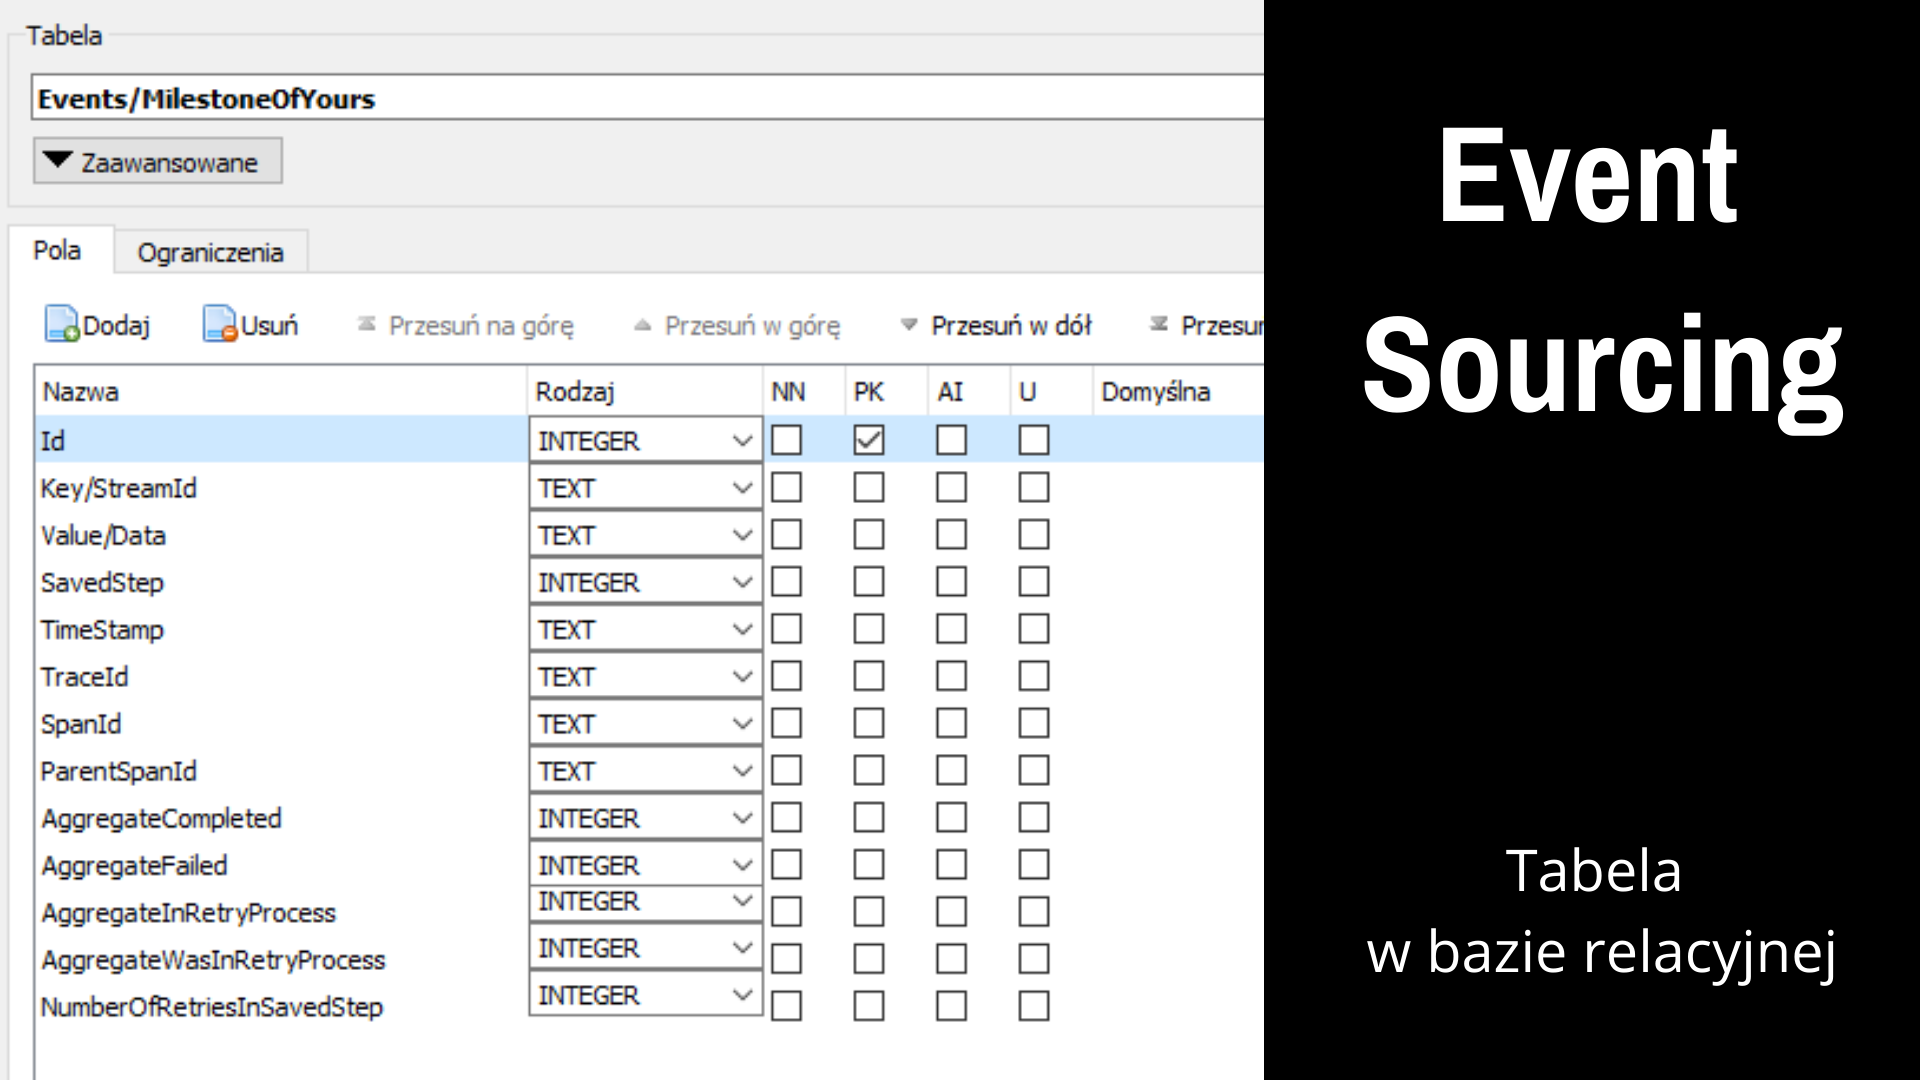 Tabela
Events/MilestoneOfYours
Zaawansowane
Pola Ograniczenia
Dodaj Usuń Przesuń na górę Przesuń w górę Przesuń w dół Przesuń
Nazwa Rodzaj NN PK AI U Domyślna
Id INTEGER
Key/StreamId TEXT
Value/Data TEXT
SavedStep INTEGER
TimeStamp TEXT
TraceId TEXT
SpanId TEXT
ParentSpanId TEXT
AggregateCompleted INTEGER
AggregateFailed INTEGER
AggregateInRetryProcess INTEGER
AggregateWasInRetryProcess INTEGER
NumberOfRetriesInSavedStep INTEGER
Event
Sourcing
Tabela
w bazie relacyjnej